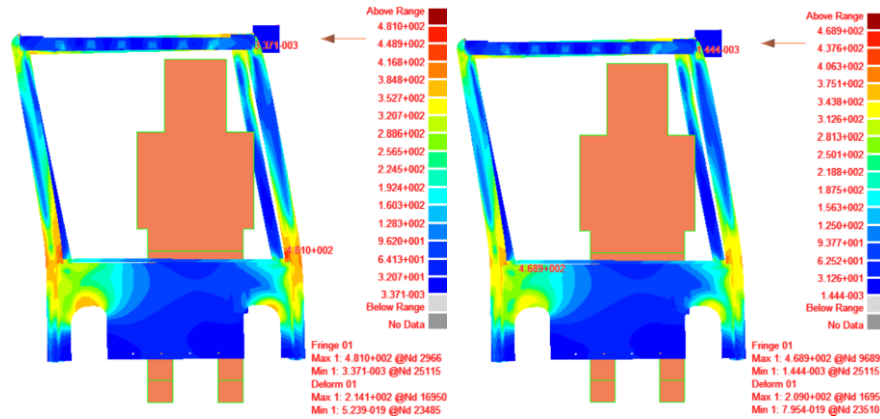 Above Range
4.810+002
4.489+002
4.168+002
3.848+002
3.527+002
3.207+002
2.886+002
2.565+002
2.245+002
1.924+002
1.603+002
1.283+002
9.620+001
6.413+001
3.207+001
3.371-003
Below Range
No Data
3.371-003
4.810+002
Fringe 01
Max 1: 4.810+002 @Nd 2966
Min 1: 3.371-003 @Nd 25115
Deform 01
Max 1: 2.141+002 @Nd 16950
Min 1: 5.239-019 @Nd 23485
Above Range
4.689+002
4.376+002
4.063+002
3.751+002
3.438+002
3.126+002
2.813+002
2.501+002
2.188+002
1.875+002
1.563+002
1.250+002
9.377+001
6.252+001
3.126+001
1.444-003
Below Range
No Data
1.444-003
4.689+002
Fringe 01
Max 1: 4.689+002 @Nd 9689
Min 1: 1.444-003 @Nd 25115
Deform 01
Max 1: 2.090+002 @Nd 1695
Min 1: 7.954-019 @Nd 23510